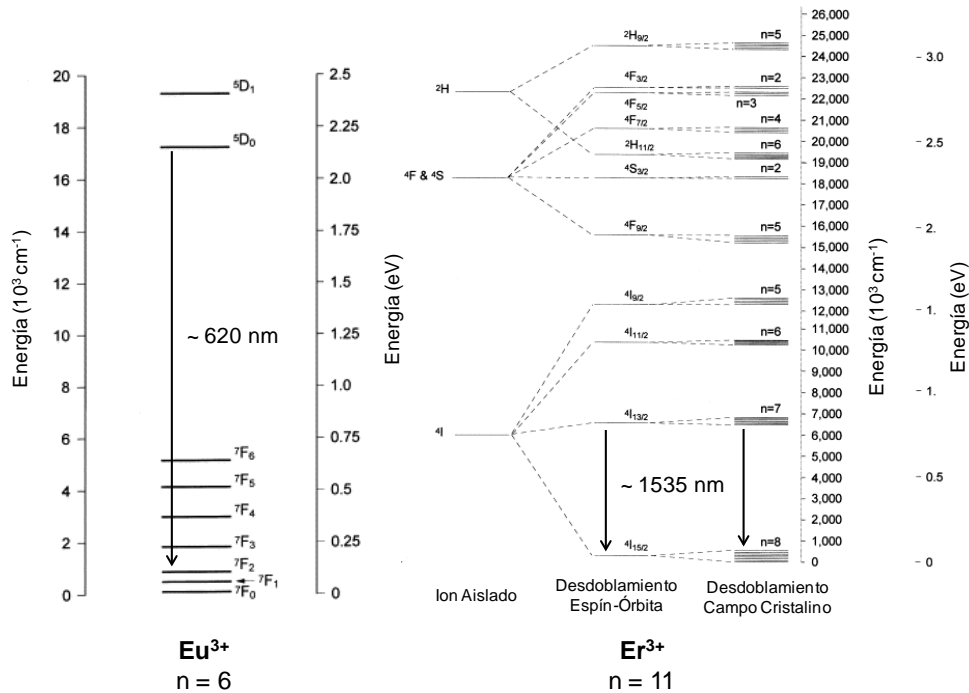 20
18
16
14
12
10
8
6
4
2
0
Energía (10³ cm⁻¹)
⁵D₁
⁵D₀
~ 620 nm
⁷F₆
⁷F₅
⁷F₄
⁷F₃
⁷F₂
⁷F₁
⁷F₀
2.5
2.25
2.0
1.75
1.5
1.25
1.0
0.75
0.5
0.25
0
Energía (eV)
Eu³⁺
n = 6
²H
⁴F & ⁴S
⁴I
Ion Aislado
²H₉/₂
⁴F₃/₂
⁴F₅/₂
⁴F₇/₂
²H₁₁/₂
⁴S₃/₂
⁴F₉/₂
⁴I₉/₂
⁴I₁₁/₂
⁴I₁₃/₂
~ 1535 nm
⁴I₁₅/₂
Desdoblamiento
Espín-Órbita
n=5
n=2
n=3
n=4
n=6
n=2
n=5
n=5
n=6
n=7
n=8
Desdoblamiento
Campo Cristalino
26,000
25,000
24,000
23,000
22,000
21,000
20,000
19,000
18,000
17,000
16,000
15,000
14,000
13,000
12,000
11,000
10,000
9,000
8,000
7,000
6,000
5,000
4,000
3,000
2,000
1,000
0
Energía (10³ cm⁻¹)
3.0
2.5
2.
1.
1.
0.5
0
Energía (eV)
Er³⁺
n = 11